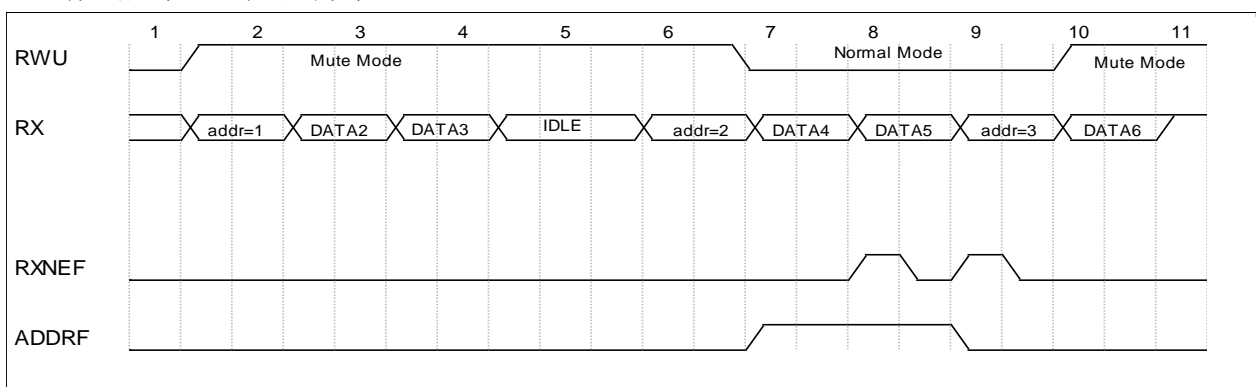 1 2 3 4 5 6 7 8 9 10 11
RWU Mute Mode Normal Mode Mute Mode
RX addr=1 DATA2 DATA3 IDLE addr=2 DATA4 DATA5 addr=3 DATA6
RXNEF
ADDRF